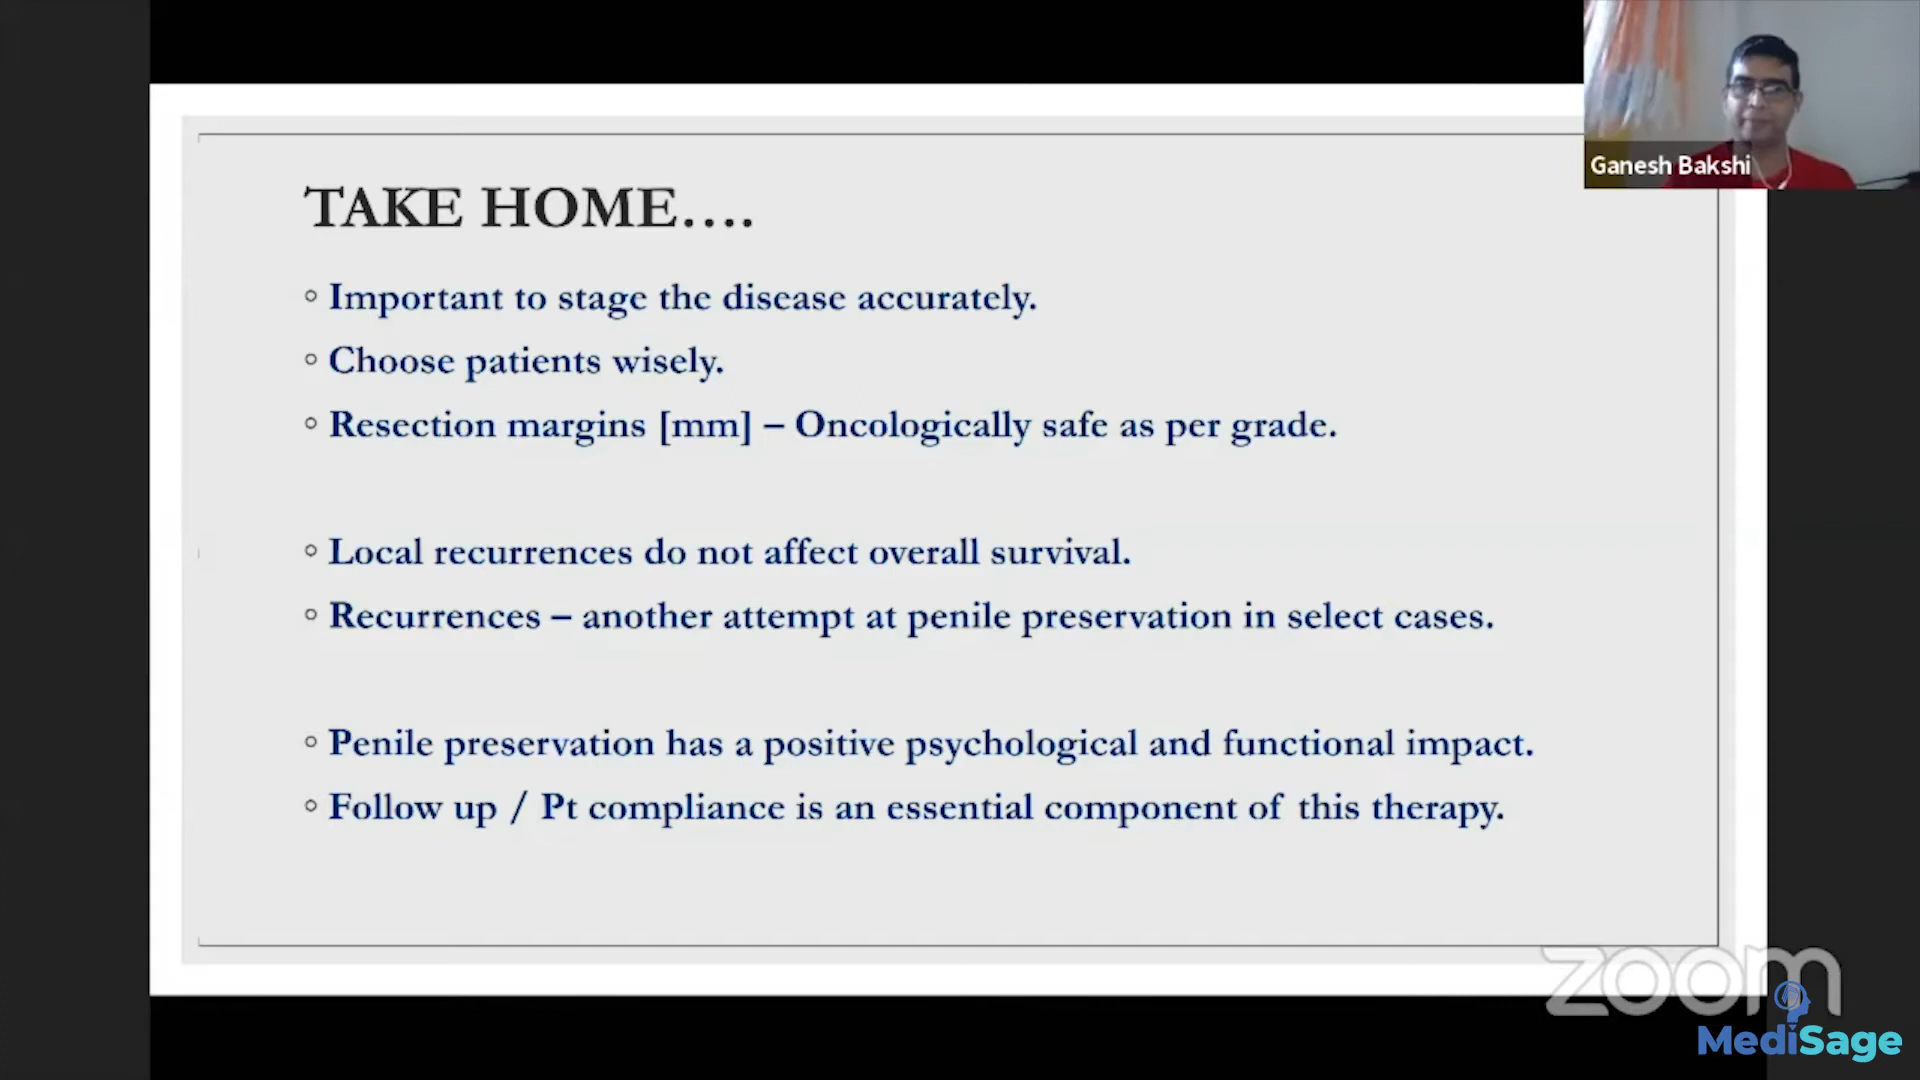 Ganesh Bakshi
TAKE HOME....
Important to stage the disease accurately.
Choose patients wisely.
Resection margins [mm] – Oncologically safe as per grade.
Local recurrences do not affect overall survival.
Recurrences – another attempt at penile preservation in select cases.
Penile preservation has a positive psychological and functional impact.
Follow up / Pt compliance is an essential component of this therapy.
zoom
MediSage